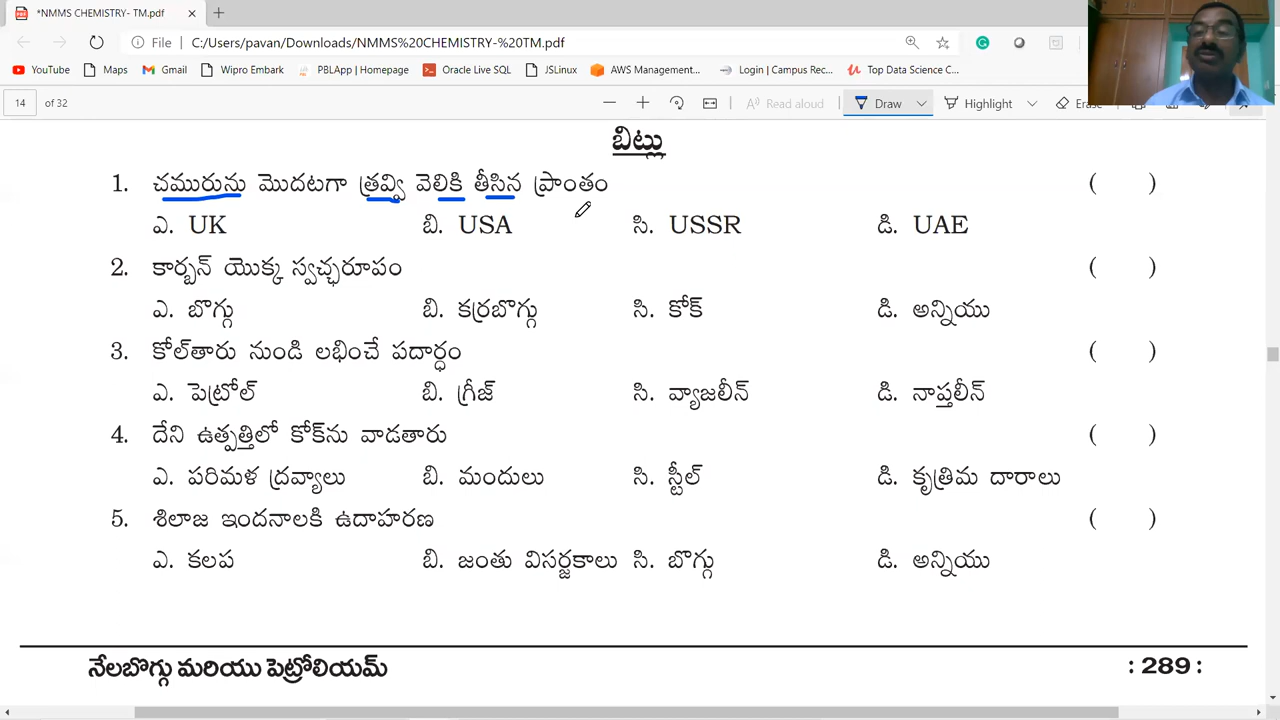 *NMMS CHEMISTRY- TM.pdf
File C:/Users/pavan/Downloads/NMMS%20CHEMISTRY-%20TM.pdf
YouTube Maps Gmail Wipro Embark PBLApp | Homepage Oracle Live SQL JSLinux AWS Management... Login | Campus Rec... Top Data Science C...
14 of 32 Read aloud Draw Highlight Erase
బిట్లు
1. చమురును మొదటగా త్రవ్వి వెలికి తీసిన ప్రాంతం ( )
ఎ. UK బి. USA సి. USSR డి. UAE
2. కార్బన్ యొక్క స్వచ్ఛరూపం ( )
ఎ. బొగ్గు బి. కర్రబొగ్గు సి. కోక్ డి. అన్నియు
3. కోల్‌తారు నుండి లభించే పదార్ధం ( )
ఎ. పెట్రోల్ బి. గ్రీజ్ సి. వ్యాజలీన్ డి. నాప్తలీన్
4. దేని ఉత్పత్తిలో కోక్‌ను వాడతారు ( )
ఎ. పరిమళ ద్రవ్యాలు బి. మందులు సి. స్టీల్ డి. కృత్రిమ దారాలు
5. శిలాజ ఇందనాలకి ఉదాహరణ ( )
ఎ. కలప బి. జంతు విసర్జకాలు సి. బొగ్గు డి. అన్నియు
నేలబొగ్గు మరియు పెట్రోలియమ్ : 289 :